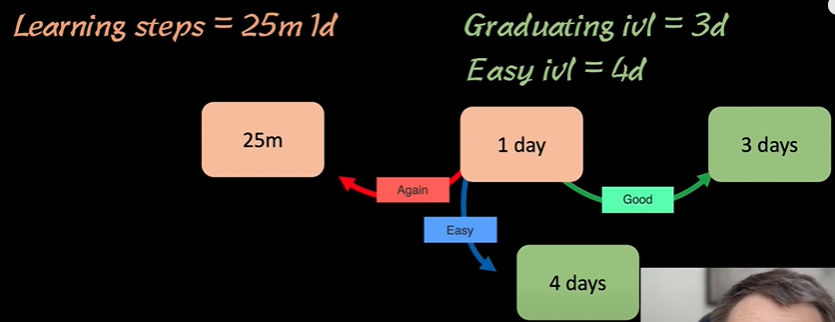 Learning steps = 25m 1d
Graduating ivl = 3d
Easy ivl = 4d
25m
1 day
3 days
Again
Good
Easy
4 days